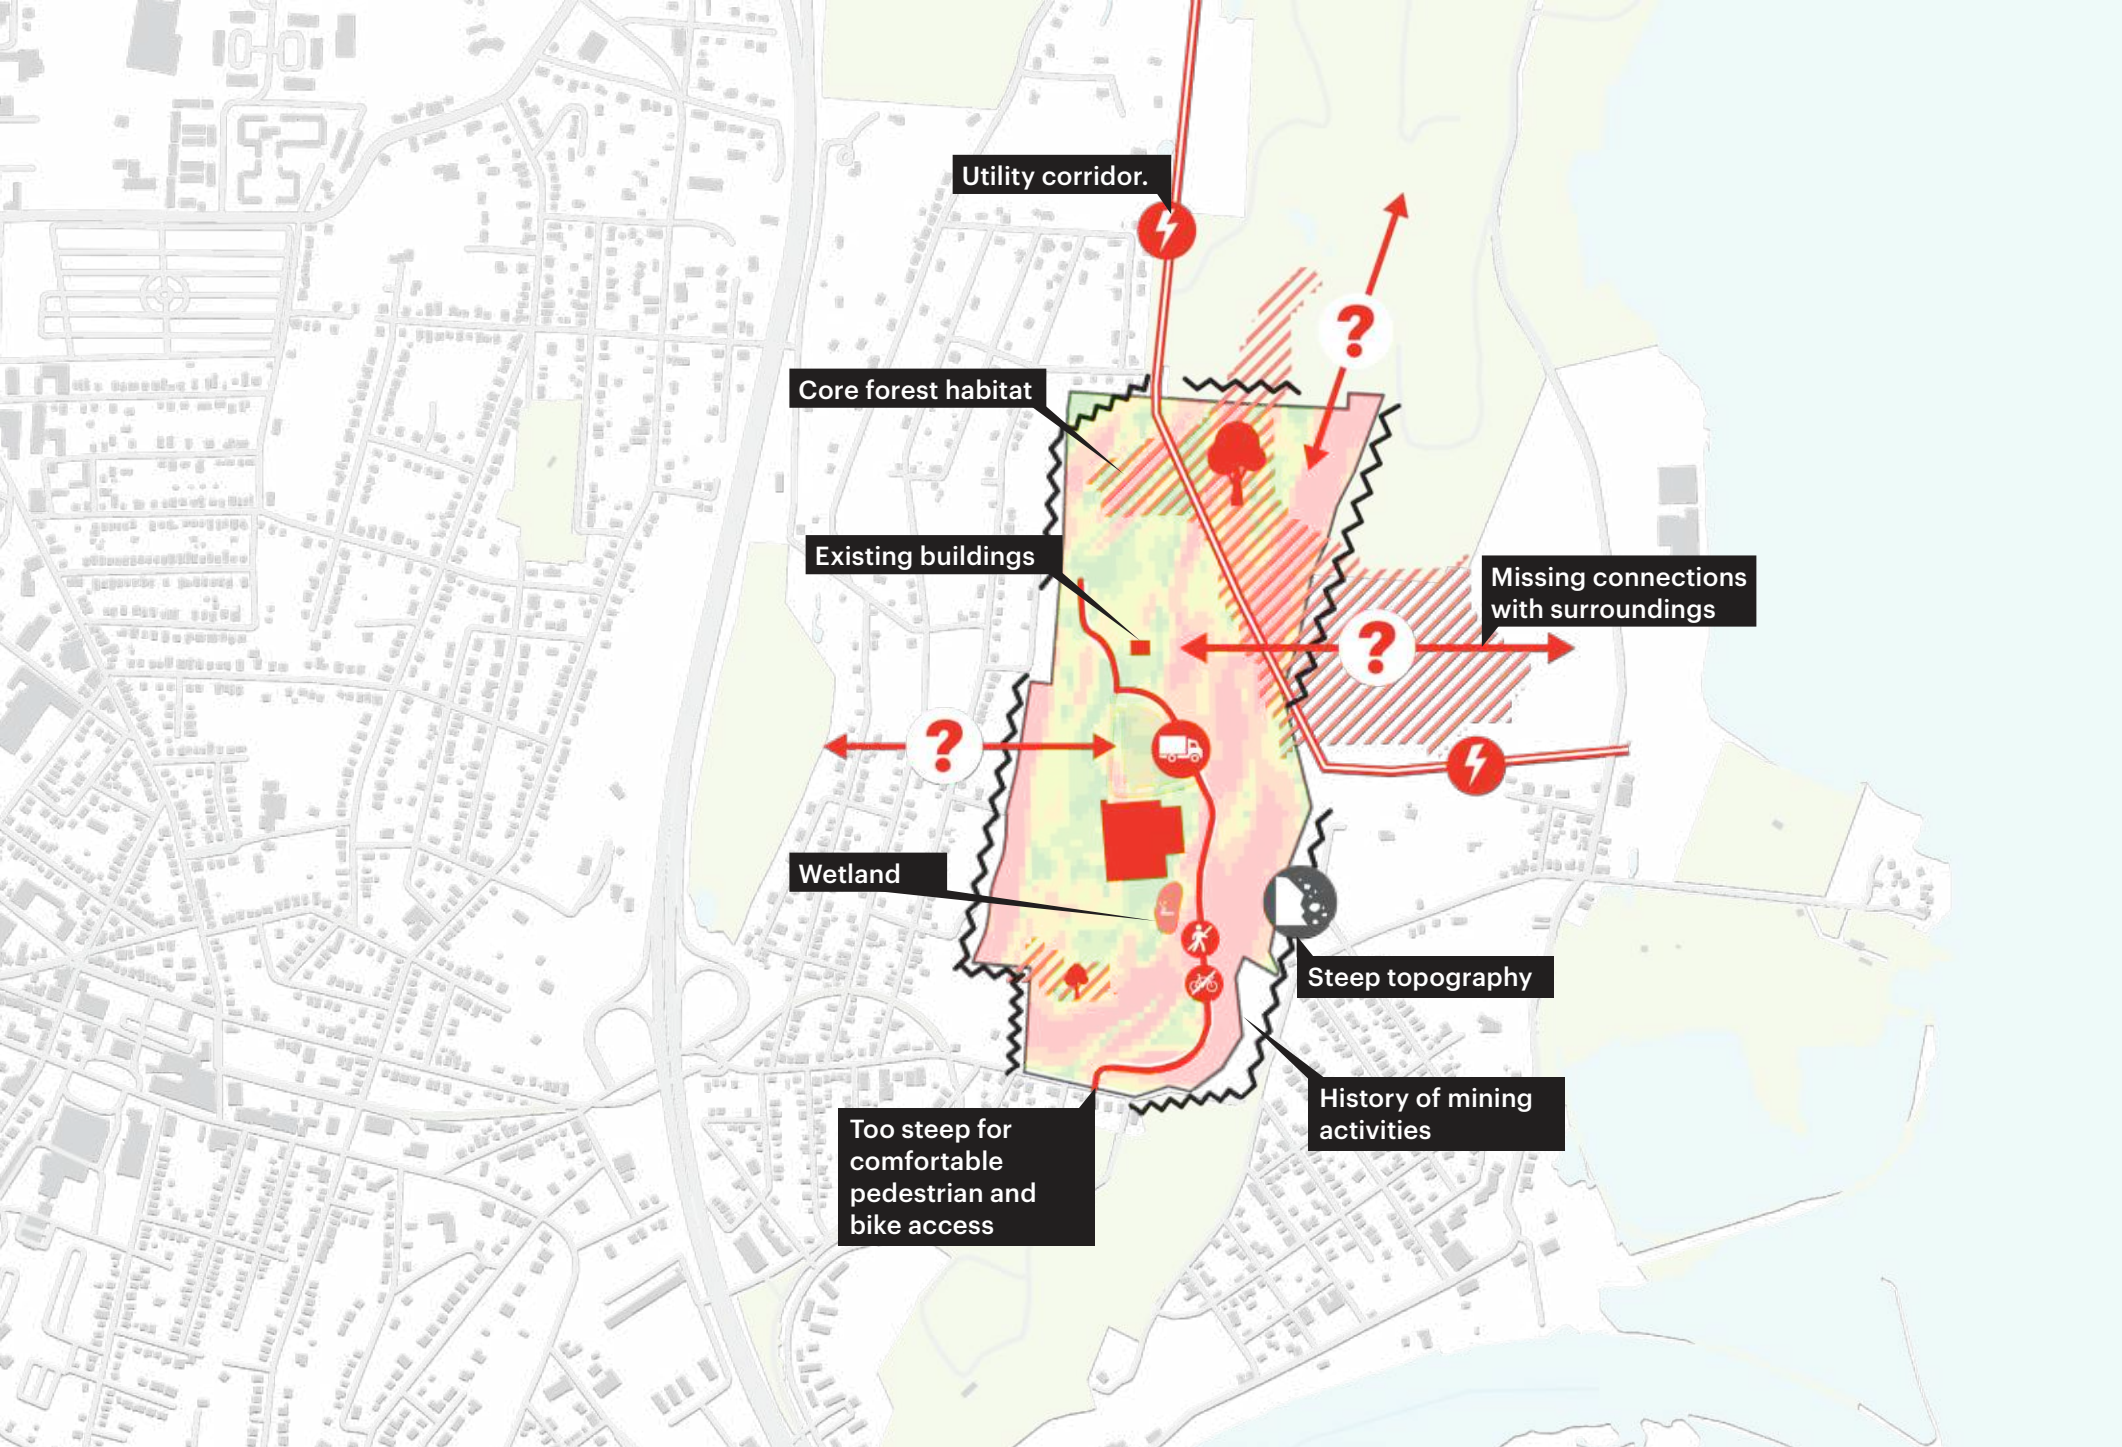 Utility corridor.
Core forest habitat
Existing buildings
Missing connections
with surroundings
Wetland
Steep topography
History of mining
activities
Too steep for
comfortable
pedestrian and
bike access
?
?
?